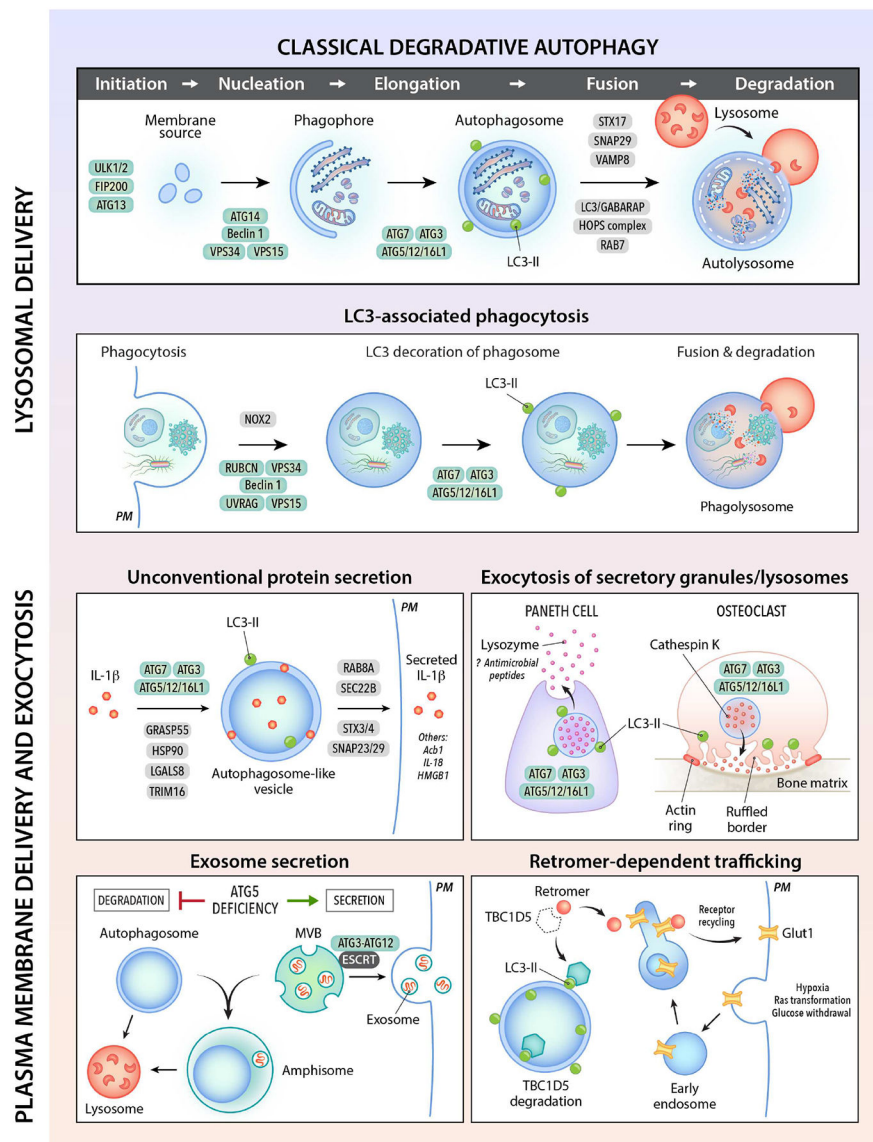 CLASSICAL DEGRADATIVE AUTOPHAGY
Initiation → Nucleation → Elongation → Fusion → Degradation
Membrane
source
Phagophore
Autophagosome
Lysosome
ULK1/2
FIP200
ATG13
ATG14
Beclin 1
VPS34 VPS15
ATG7 ATG3
ATG5/12/16L1
LC3-II
STX17
SNAP29
VAMP8
LC3/GABARAP
HOPS complex
RAB7
Autolysosome
LYSOSOMAL DELIVERY
LC3-associated phagocytosis
Phagocytosis
LC3 decoration of phagosome
Fusion & degradation
NOX2
RUBCN VPS34
Beclin 1
UVRAG VPS15
PM
LC3-II
ATG7 ATG3
ATG5/12/16L1
Phagolysosome
PLASMA MEMBRANE DELIVERY AND EXOCYTOSIS
Unconventional protein secretion
IL-1β
ATG7 ATG3
ATG5/12/16L1
GRASP55
HSP90
LGALS8
TRIM16
LC3-II
Autophagosome-like
vesicle
RAB8A
SEC22B
STX3/4
SNAP23/29
PM
Secreted
IL-1β
Others:
Acb1
IL-18
HMGB1
Exocytosis of secretory granules/lysosomes
PANETH CELL
Lysozyme
? Antimicrobial
peptides
ATG7 ATG3
ATG5/12/16L1
LC3-II
OSTEOCLAST
Cathespin K
ATG7 ATG3
ATG5/12/16L1
Bone matrix
Actin
ring
Ruffled
border
Exosome secretion
DEGRADATION
ATG5
DEFICIENCY
SECRETION
PM
Autophagosome
MVB
ATG3-ATG12
ESCRT
Exosome
Amphisome
Lysosome
Retromer-dependent trafficking
Retromer
TBC1D5
LC3-II
TBC1D5
degradation
Receptor
recycling
PM
Glut1
Hypoxia
Ras transformation
Glucose withdrawal
Early
endosome